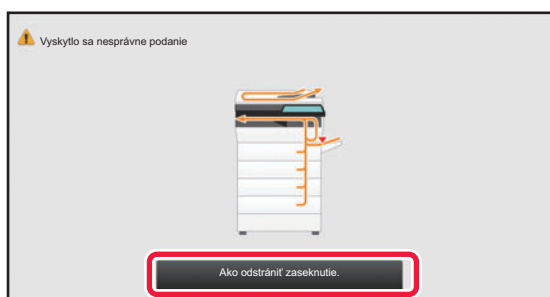 Vyskytlo sa nesprávne podanie
Ako odstrániť zaseknutie.